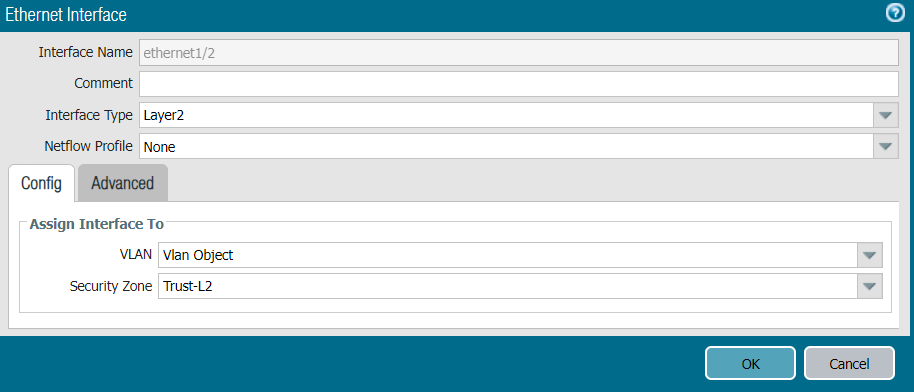 Ethernet Interface
Interface Name ethernet1/2
Comment
Interface Type Layer2
Netflow Profile None
Config Advanced
Assign Interface To
VLAN Vlan Object
Security Zone Trust-L2
OK Cancel